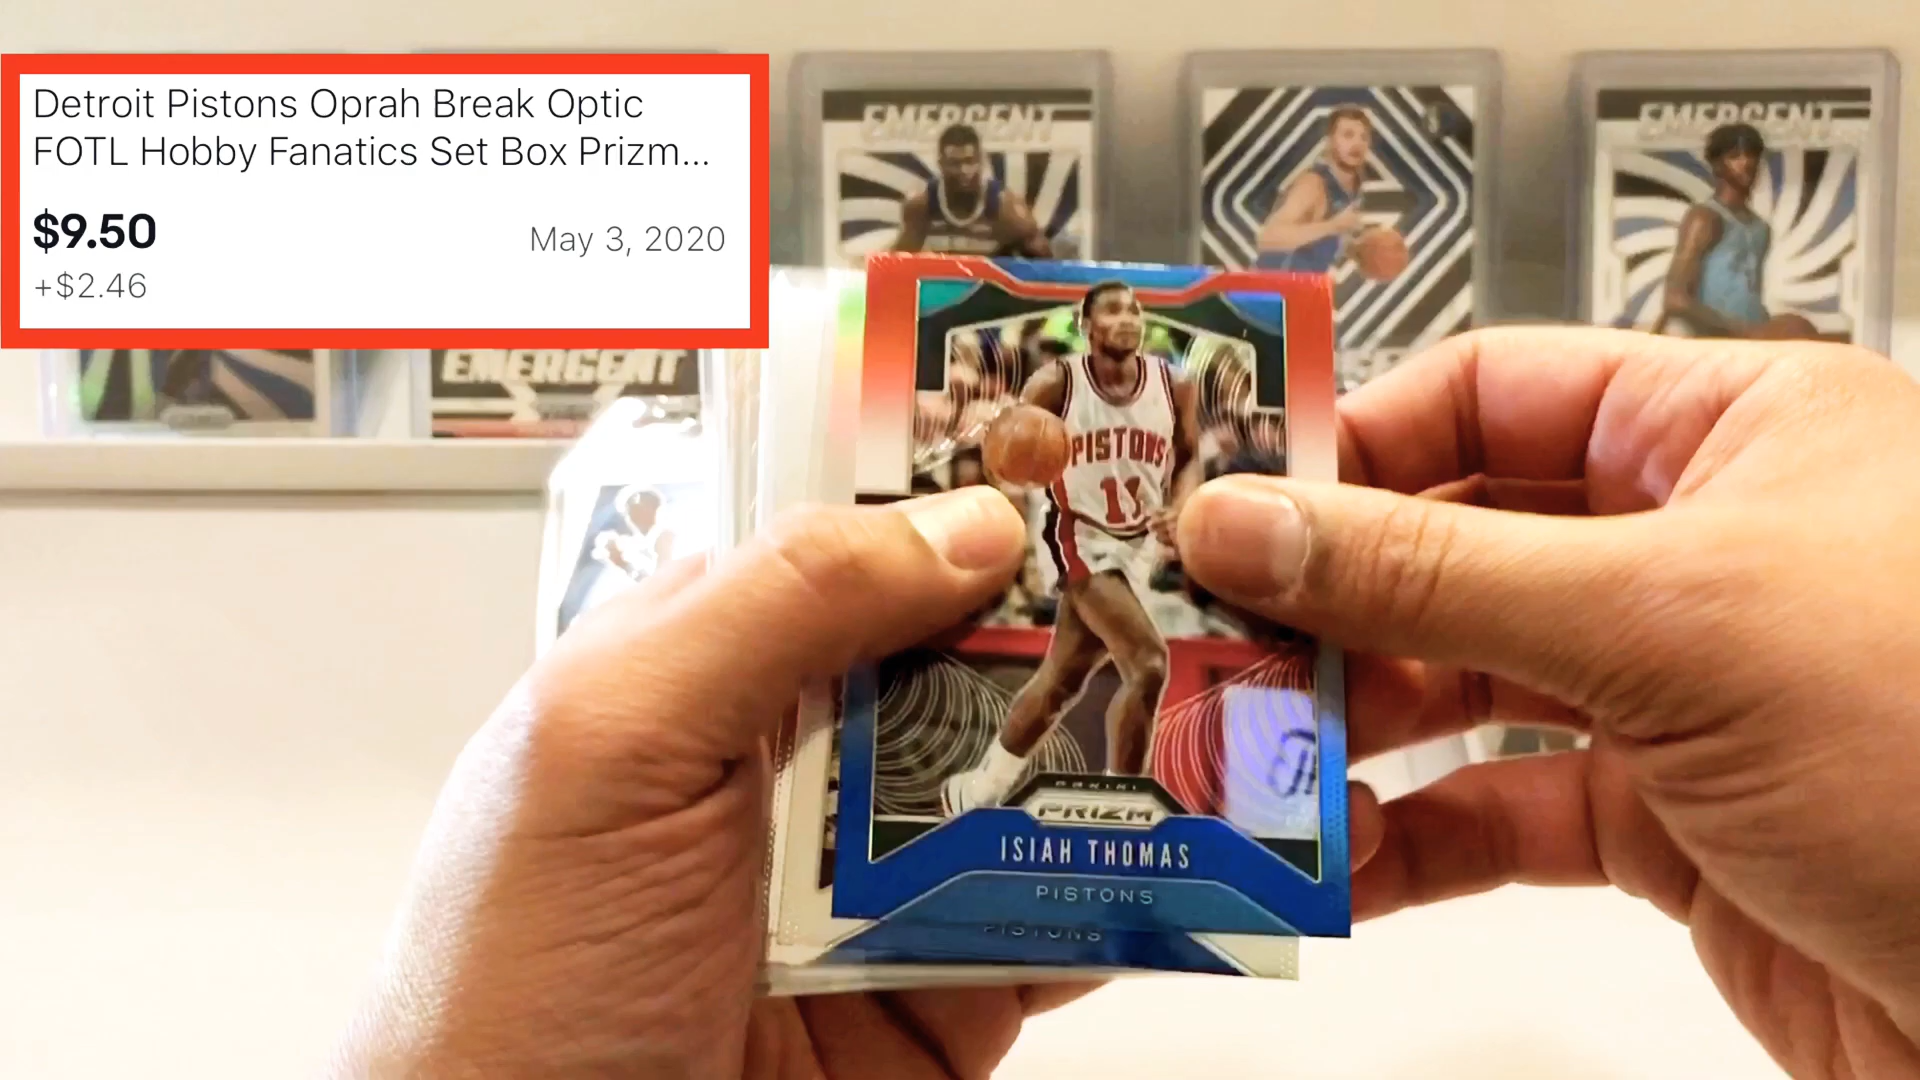 Detroit Pistons Oprah Break Optic
FOTL Hobby Fanatics Set Box Prizm...
$9.50
May 3, 2020
+$2.46
EMERGENT
EMERGENT
EMERGENT
PISTONS
11
PANINI
PRIZM
ISIAH THOMAS
PISTONS
PISTONS